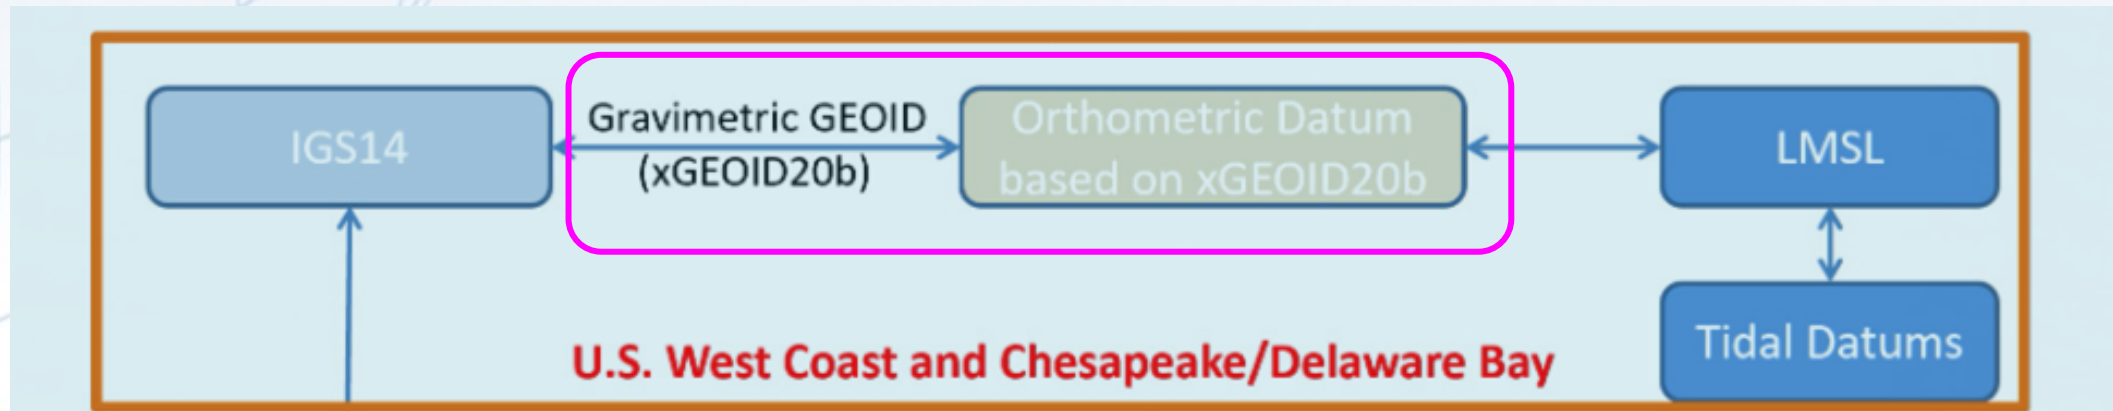 IGS14
Gravimetric GEOID
(xGEOID20b)
Orthometric Datum
based on xGEOID20b
LMSL
Tidal Datums
U.S. West Coast and Chesapeake/Delaware Bay